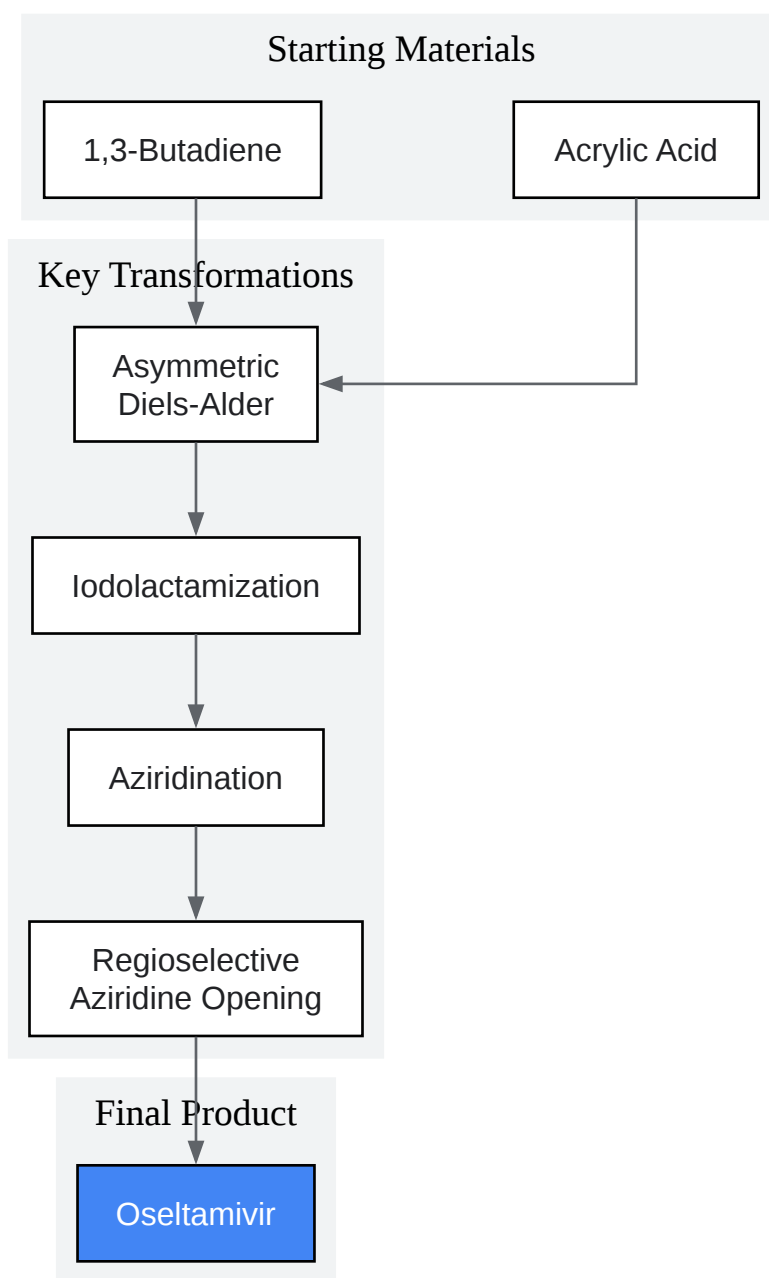 Starting Materials
1,3-Butadiene
Acrylic Acid
Key Transformations
Asymmetric
Diels-Alder
Iodolactamization
Aziridination
Regioselective
Aziridine Opening
Final Product
Oseltamivir